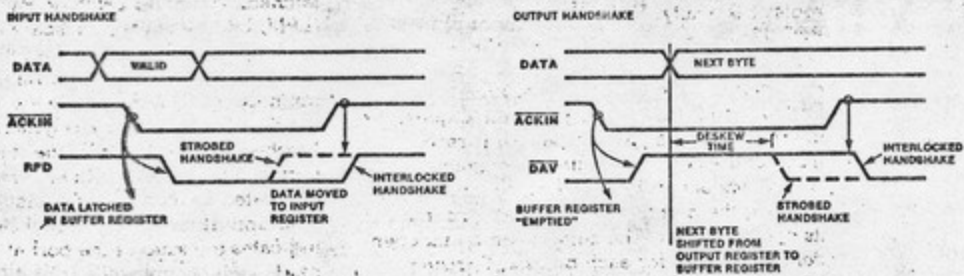 INPUT HANDSHAKE
DATA
VALID
ACKIN
RFD
STROBED
HANDSHAKE
INTERLOCKED
HANDSHAKE
DATA LATCHED
IN BUFFER REGISTER
DATA MOVED
TO INPUT
REGISTER
OUTPUT HANDSHAKE
DATA
NEXT BYTE
ACKIN
DESKEW
TIME
DAV
INTERLOCKED
HANDSHAKE
BUFFER REGISTER
"EMPTIED"
STROBED
HANDSHAKE
NEXT BYTE
SHIFTED FROM
OUTPUT REGISTER TO
BUFFER REGISTER